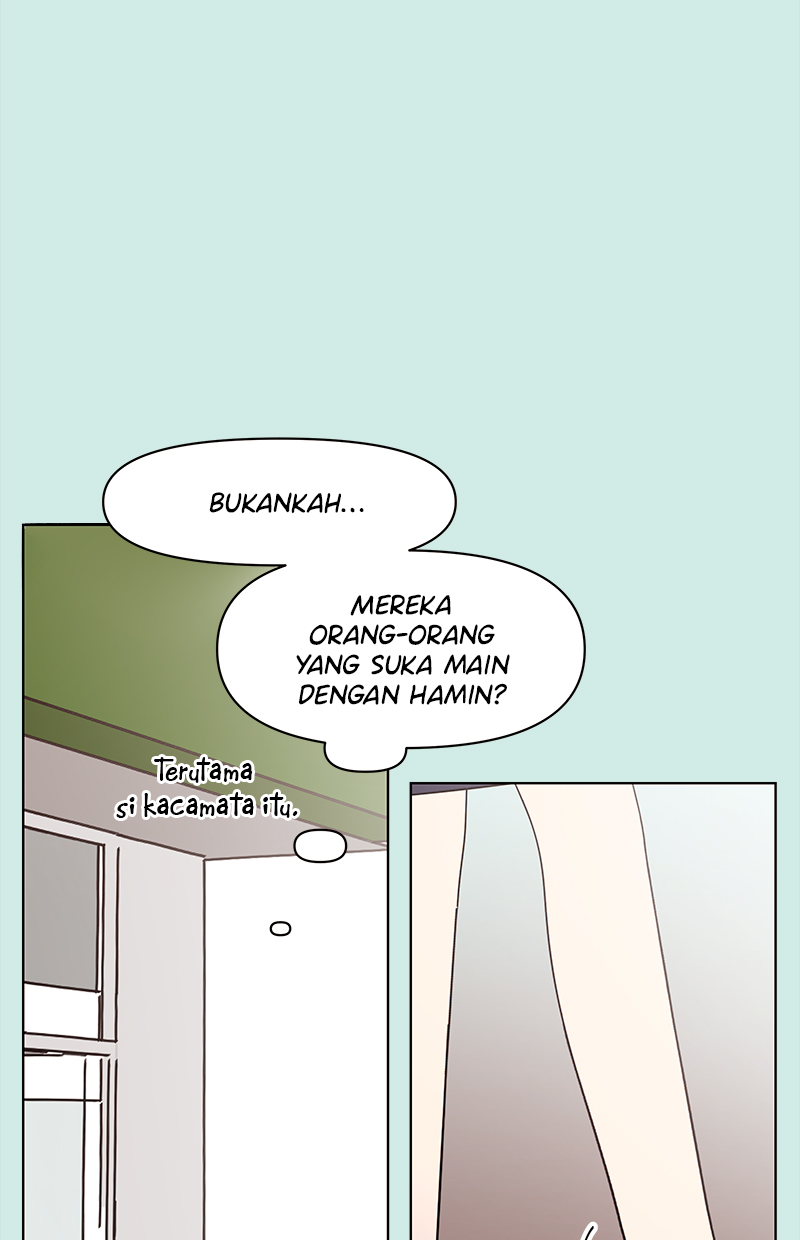 BUKANKAH...
MEREKA
ORANG-ORANG
YANG SUKA MAIN
DENGAN HAMIN?
Terutama
si kacamata itu.